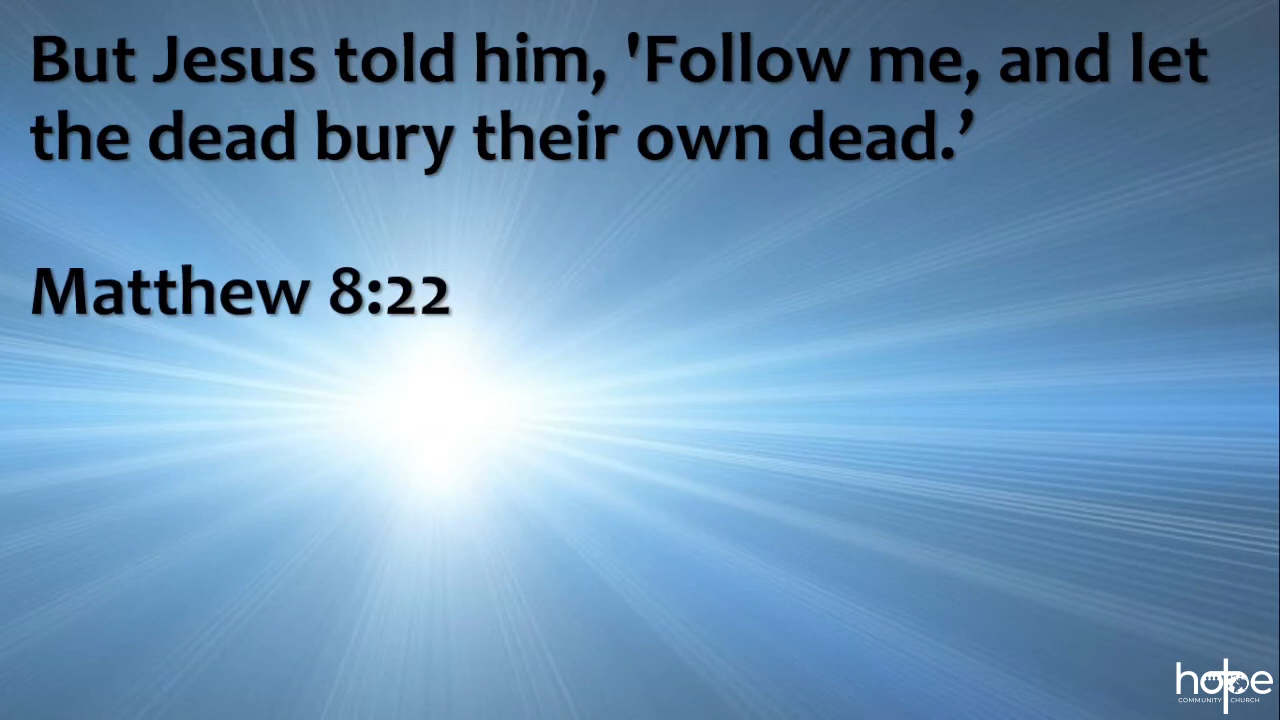 But Jesus told him, 'Follow me, and let
the dead bury their own dead.’
Matthew 8:22
hope
COMMUNITY CHURCH